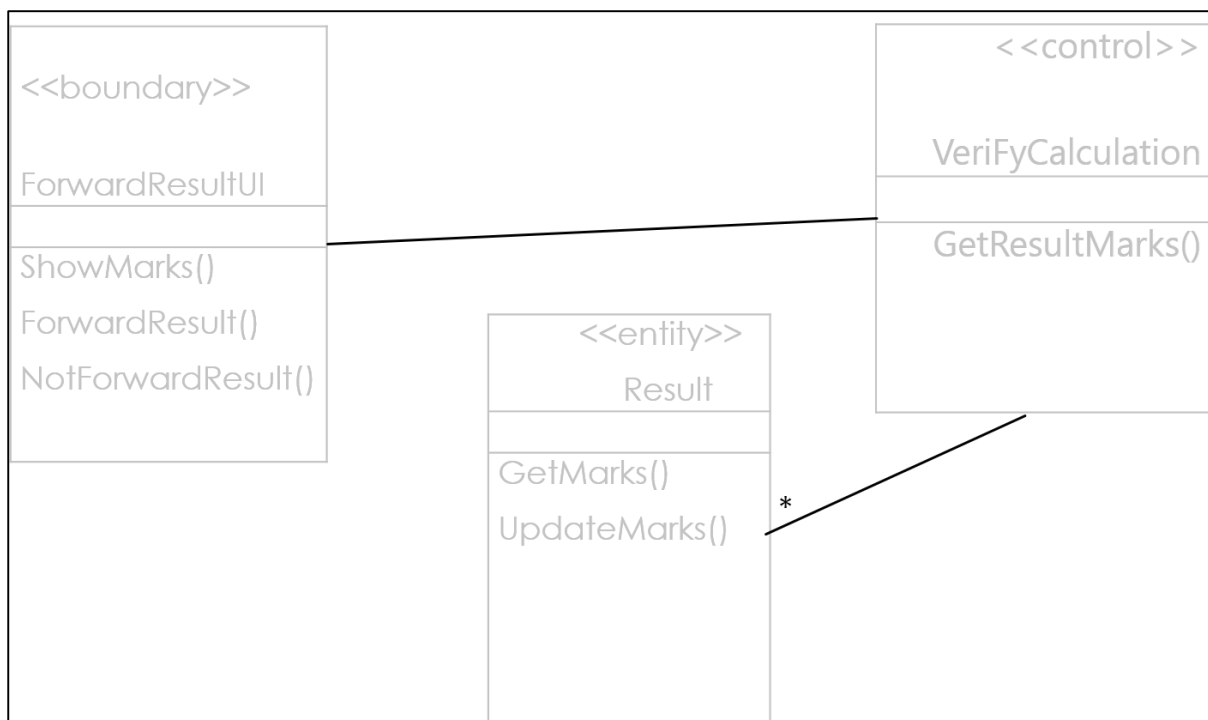 <<boundary>>
ForwardResultUI
ShowMarks()
ForwardResult()
NotForwardResult()
<<control>>
VeriFyCalculation
GetResultMarks()
<<entity>>
Result
GetMarks()
UpdateMarks()
*